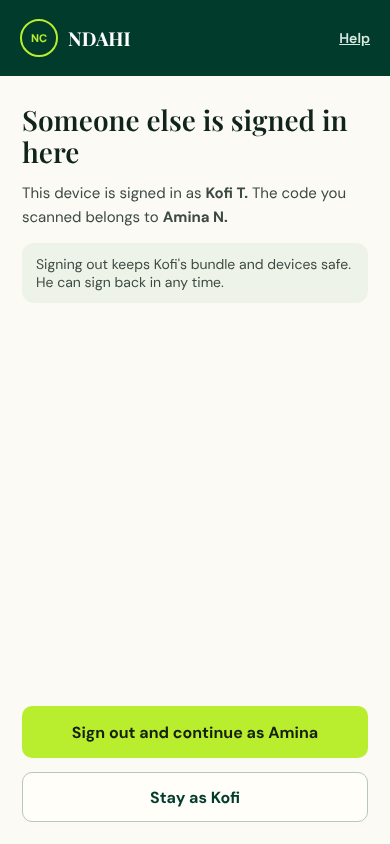 NC
NDAHI
Help
Someone else is signed in
here
This device is signed in as Kofi T. The code you
scanned belongs to Amina N.
Signing out keeps Kofi's bundle and devices safe.
He can sign back in any time.
Sign out and continue as Amina
Stay as Kofi